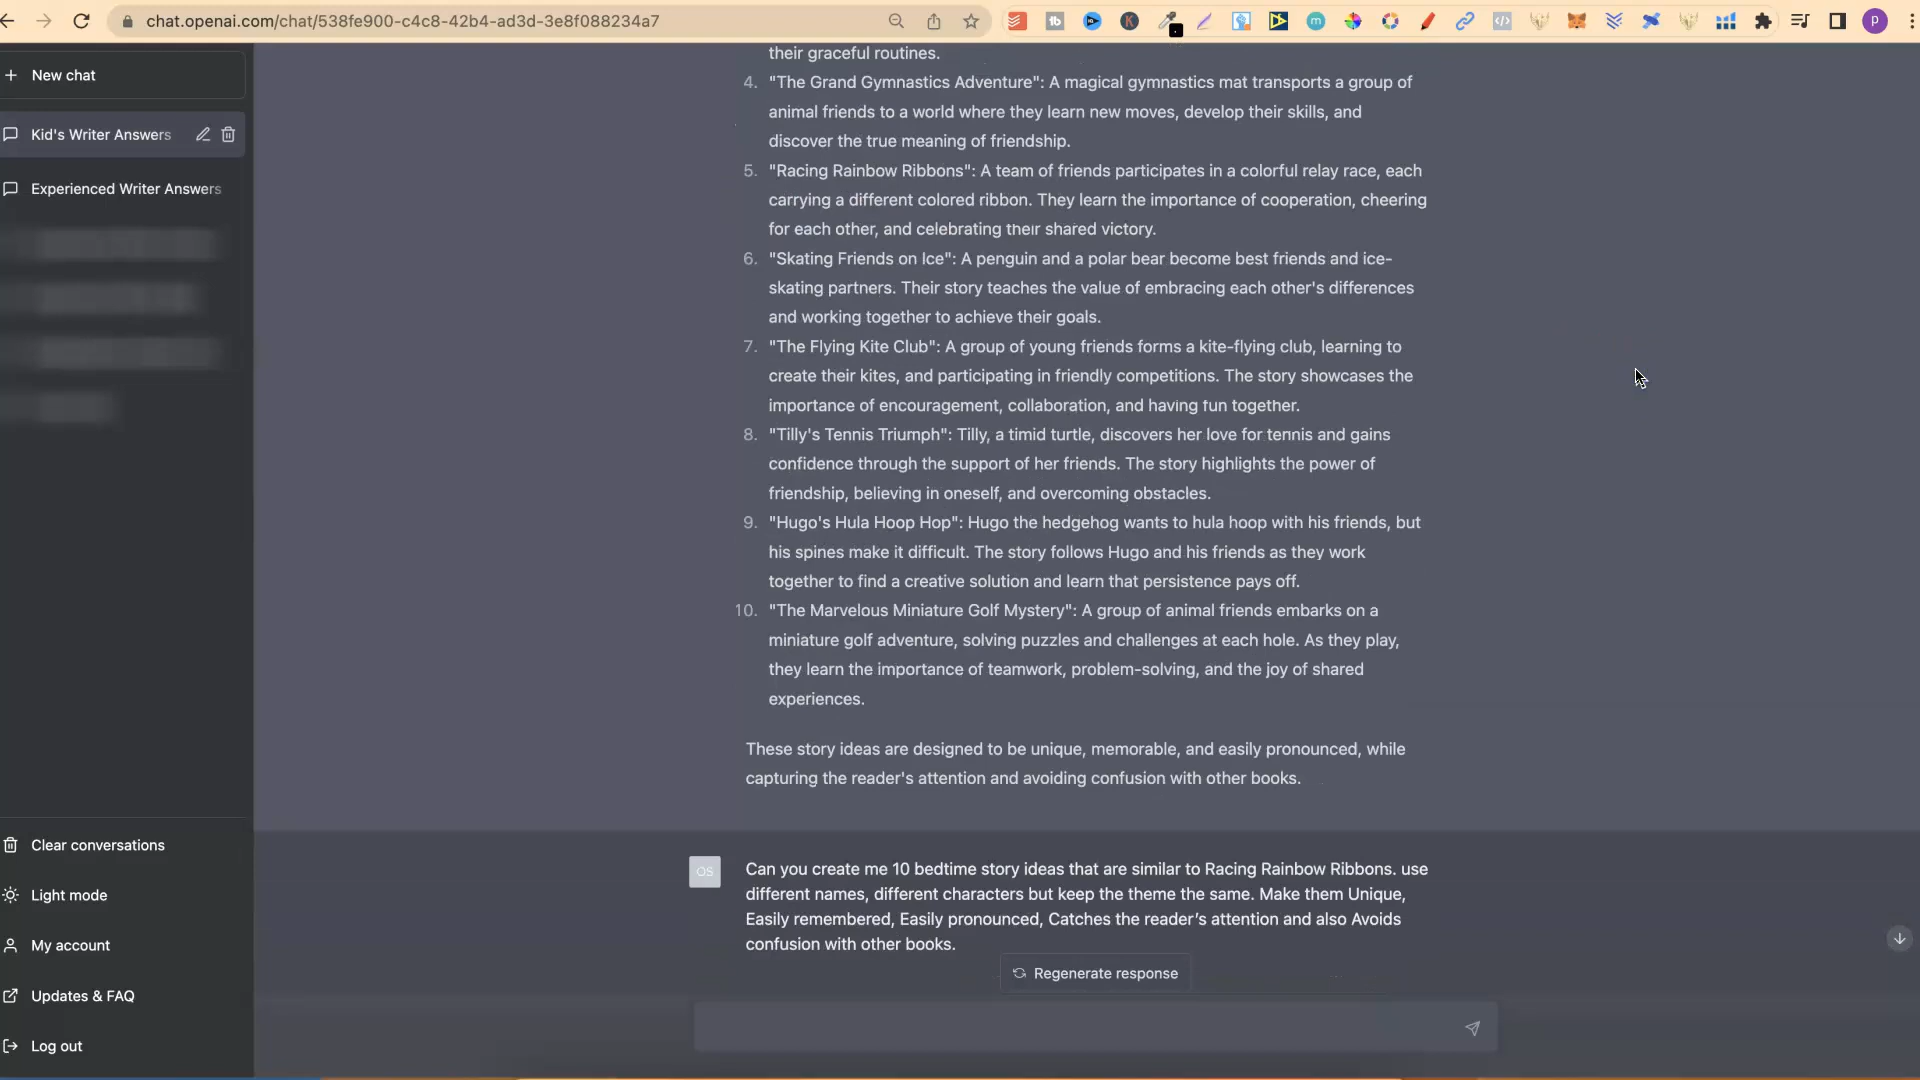 chat.openai.com/chat/538fe900-c4c8-42b4-ad3d-3e8f088234a7
New chat
Kid's Writer Answers
Experienced Writer Answers
Clear conversations
Light mode
My account
Updates & FAQ
Log out
their graceful routines.
4. "The Grand Gymnastics Adventure": A magical gymnastics mat transports a group of
animal friends to a world where they learn new moves, develop their skills, and
discover the true meaning of friendship.
5. "Racing Rainbow Ribbons": A team of friends participates in a colorful relay race, each
carrying a different colored ribbon. They learn the importance of cooperation, cheering
for each other, and celebrating their shared victory.
6. "Skating Friends on Ice": A penguin and a polar bear become best friends and ice-
skating partners. Their story teaches the value of embracing each other's differences
and working together to achieve their goals.
7. "The Flying Kite Club": A group of young friends forms a kite-flying club, learning to
create their kites, and participating in friendly competitions. The story showcases the
importance of encouragement, collaboration, and having fun together.
8. "Tilly's Tennis Triumph": Tilly, a timid turtle, discovers her love for tennis and gains
confidence through the support of her friends. The story highlights the power of
friendship, believing in oneself, and overcoming obstacles.
9. "Hugo's Hula Hoop Hop": Hugo the hedgehog wants to hula hoop with his friends, but
his spines make it difficult. The story follows Hugo and his friends as they work
together to find a creative solution and learn that persistence pays off.
10. "The Marvelous Miniature Golf Mystery": A group of animal friends embarks on a
miniature golf adventure, solving puzzles and challenges at each hole. As they play,
they learn the importance of teamwork, problem-solving, and the joy of shared
experiences.
These story ideas are designed to be unique, memorable, and easily pronounced, while
capturing the reader's attention and avoiding confusion with other books.
OS
Can you create me 10 bedtime story ideas that are similar to Racing Rainbow Ribbons. use
different names, different characters but keep the theme the same. Make them Unique,
Easily remembered, Easily pronounced, Catches the reader’s attention and also Avoids
confusion with other books.
Regenerate response